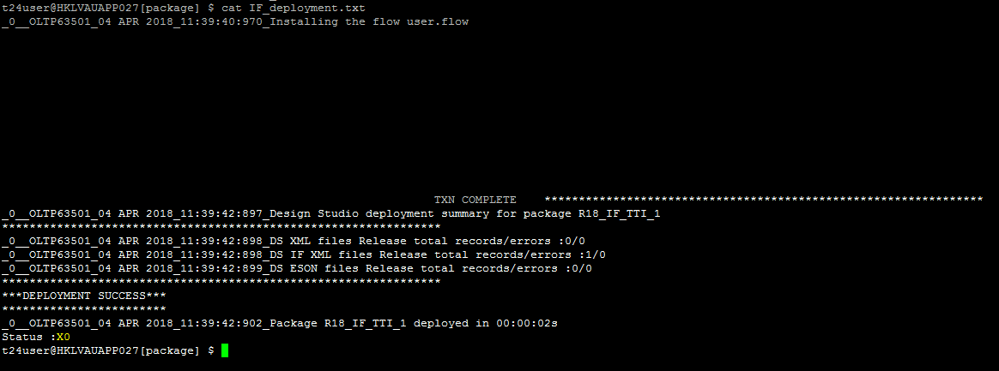 t24user@HKLVAUAPP027[package] $ cat IF_deployment.txt
_0__OLTP63501_04 APR 2018_11:39:40:970_Installing the flow user.flow
TXN COMPLETE    ****************************************************************
_0__OLTP63501_04 APR 2018_11:39:42:897_Design Studio deployment summary for package R18_IF_TTI_1
****************************************************************
_0__OLTP63501_04 APR 2018_11:39:42:898_DS XML files Release total records/errors :0/0
_0__OLTP63501_04 APR 2018_11:39:42:898_DS IF XML files Release total records/errors :1/0
_0__OLTP63501_04 APR 2018_11:39:42:899_DS ESON files Release total records/errors :0/0
****************************************************************
***DEPLOYMENT SUCCESS***
************************
_0__OLTP63501_04 APR 2018_11:39:42:902_Package R18_IF_TTI_1 deployed in 00:00:02s
Status :X0
t24user@HKLVAUAPP027[package] $